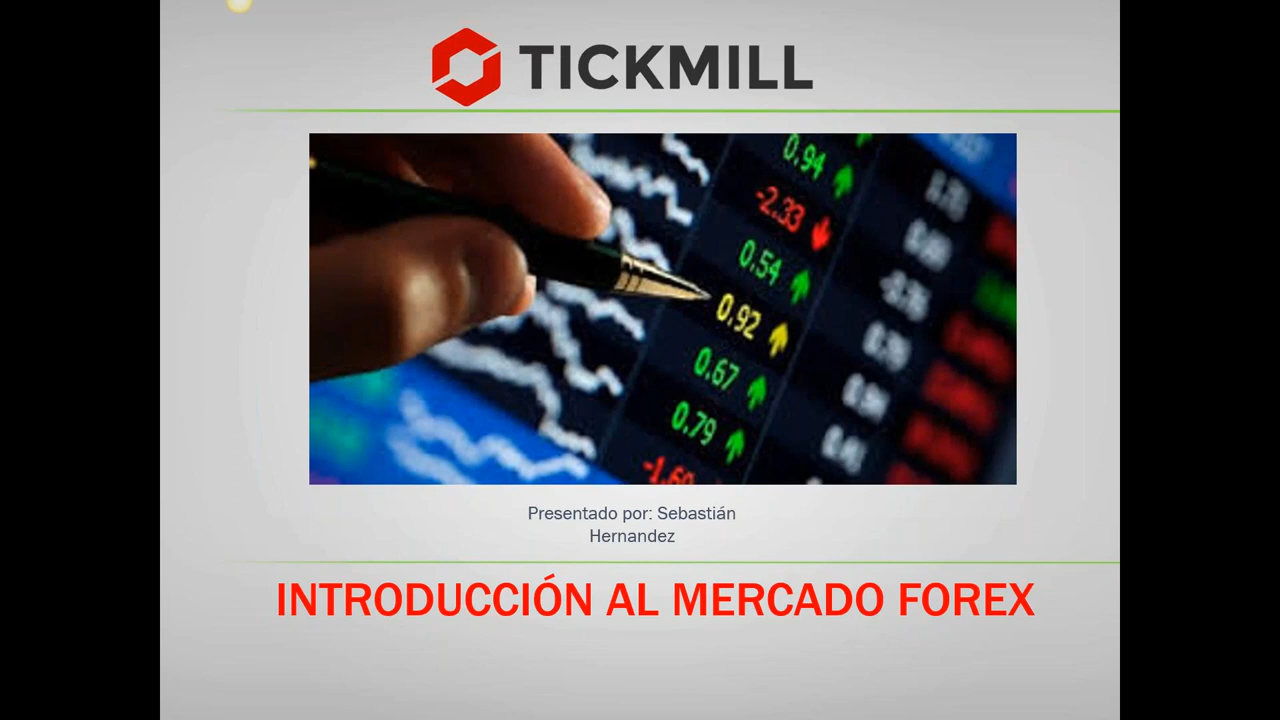 TICKMILL
0.94
-2.33
0.54
0.92
0.67
0.79
Presentado por: Sebastián
Hernandez
INTRODUCCIÓN AL MERCADO FOREX